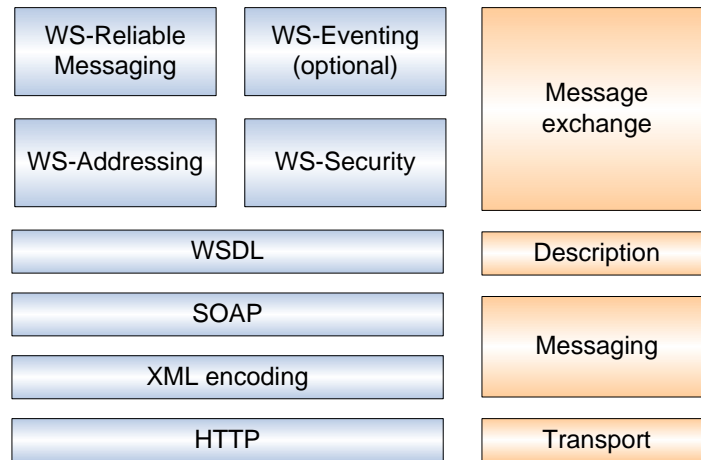 WS-Reliable
Messaging
WS-Eventing
(optional)
Message
exchange
WS-Addressing
WS-Security
WSDL
Description
SOAP
Messaging
XML encoding
HTTP
Transport